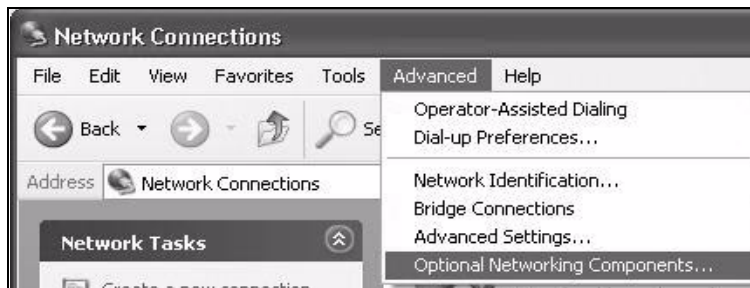 Network Connections
File Edit View Favorites Tools Advanced Help
Operator-Assisted Dialing
Back
Dial-up Preferences...
Address Network Connections
Network Identification...
Bridge Connections
Network Tasks
Advanced Settings...
Optional Networking Components...